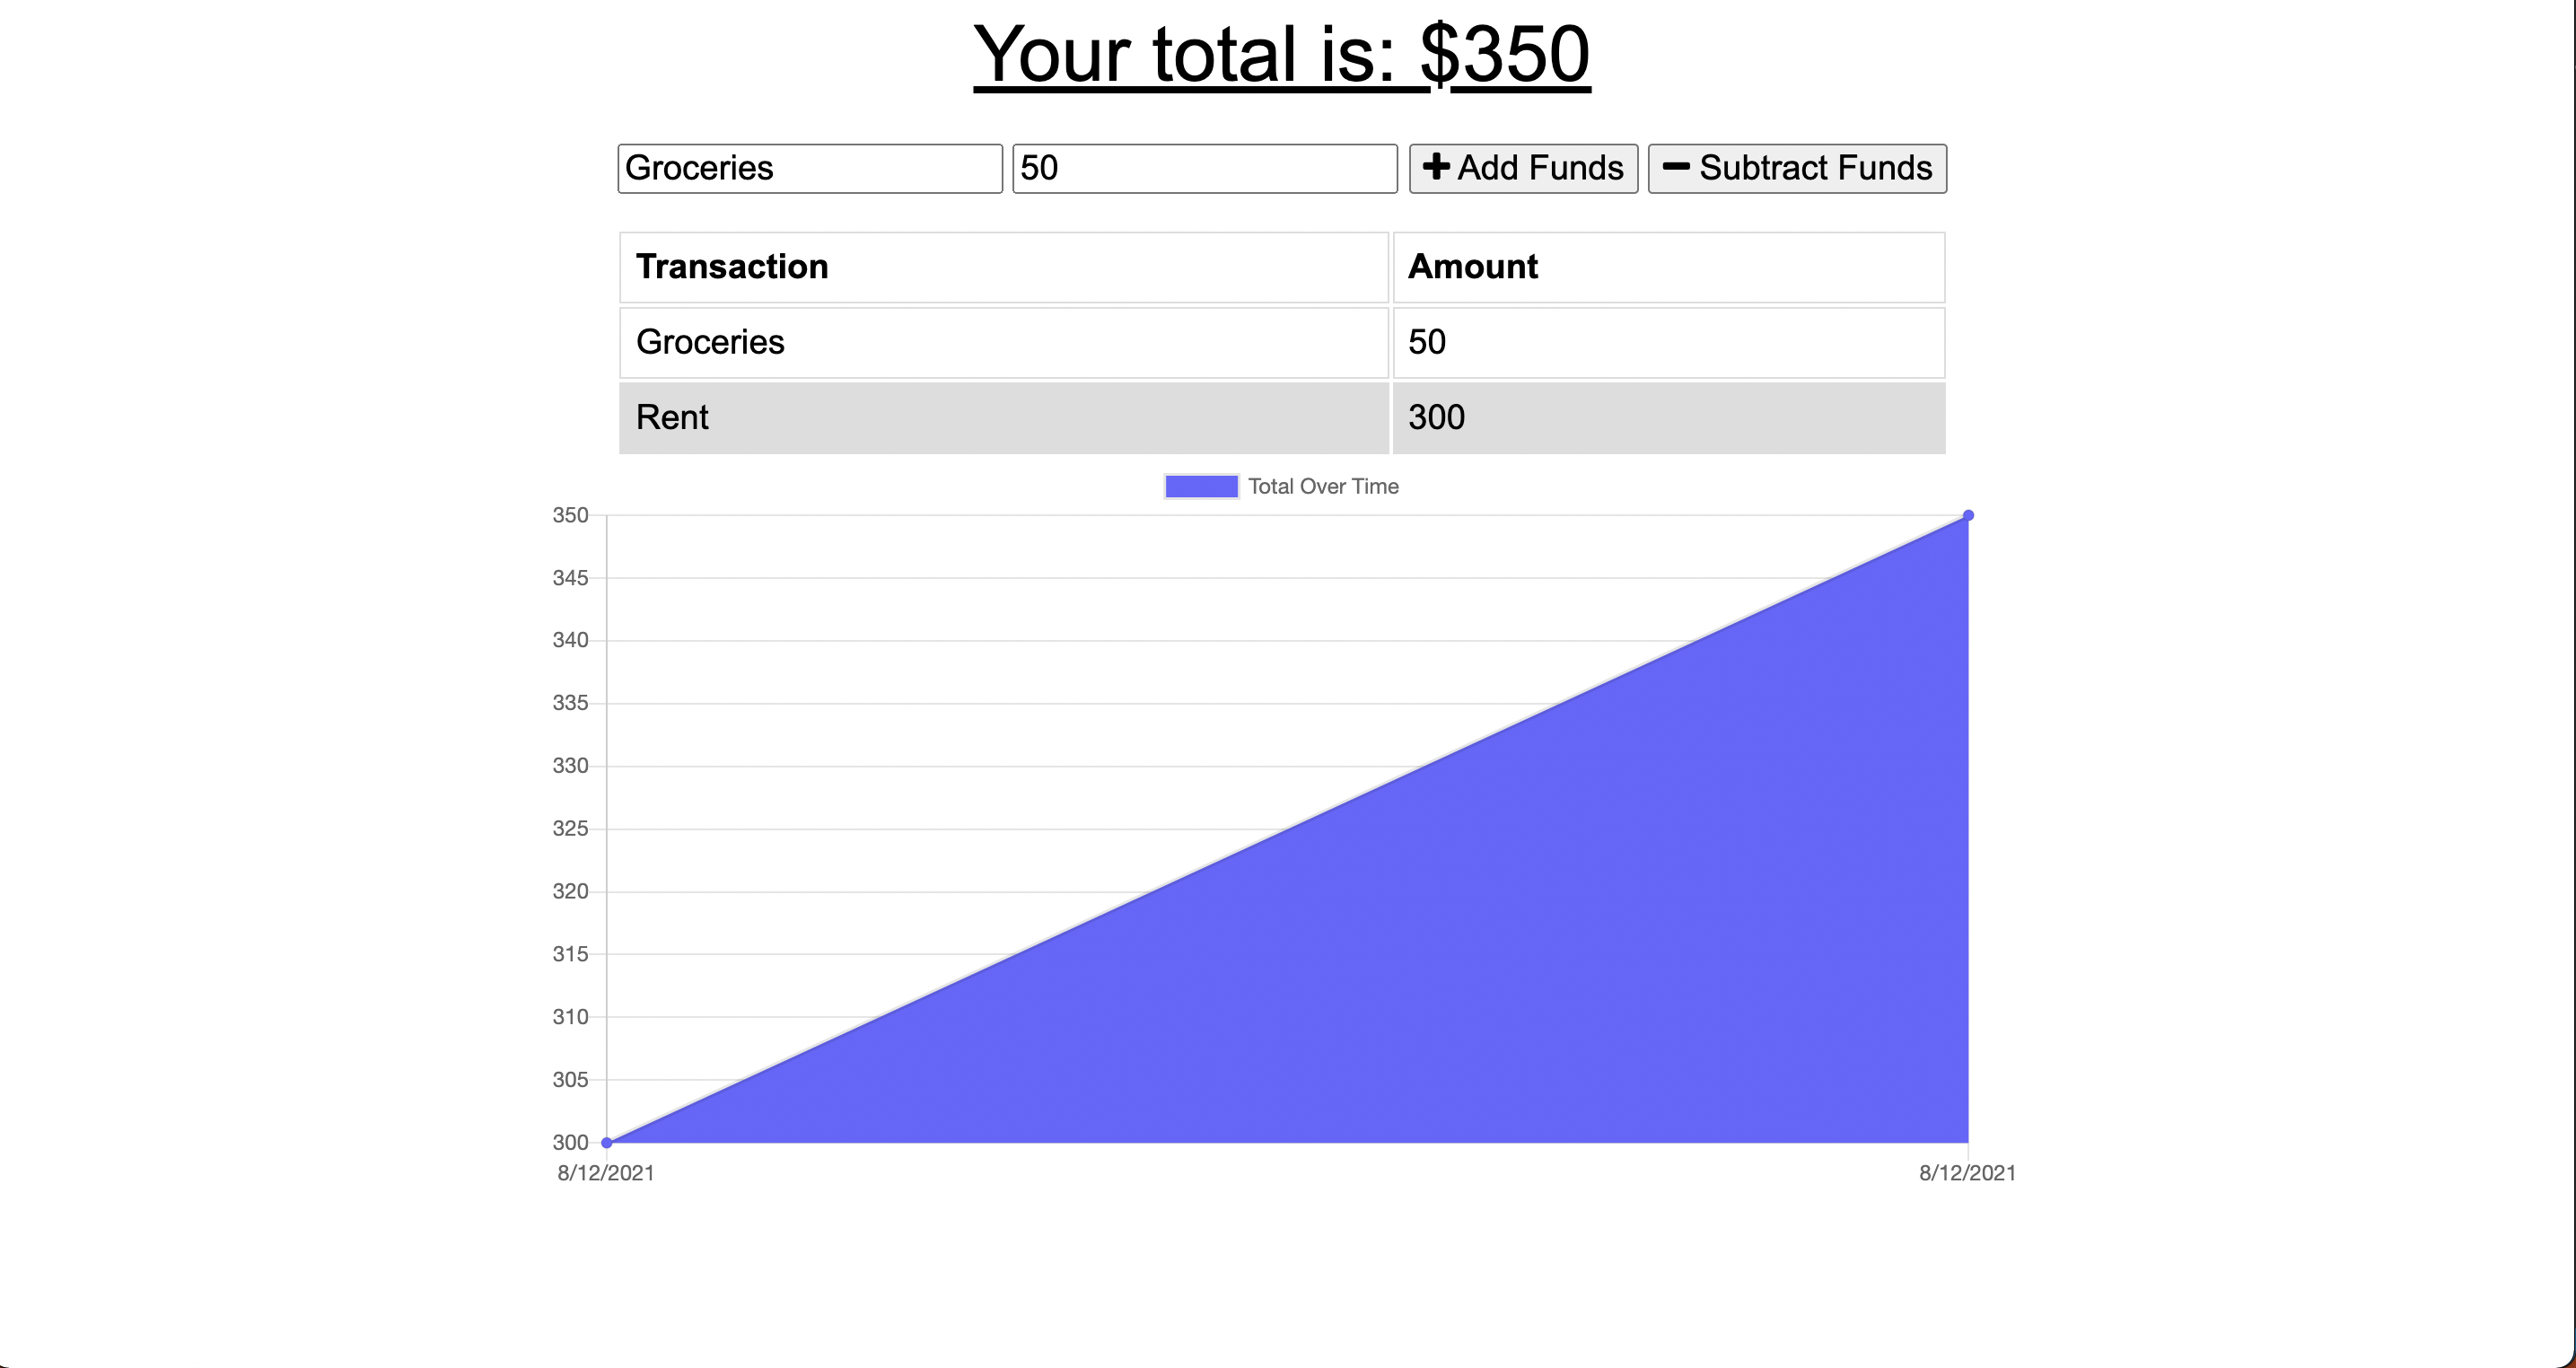 Your total is: $350
Groceries 50 Add Funds Subtract Funds
Transaction Amount
Groceries 50
Rent 300
Total Over Time
350
345
340
335
330
325
320
315
310
305
300
8/12/2021 8/12/2021